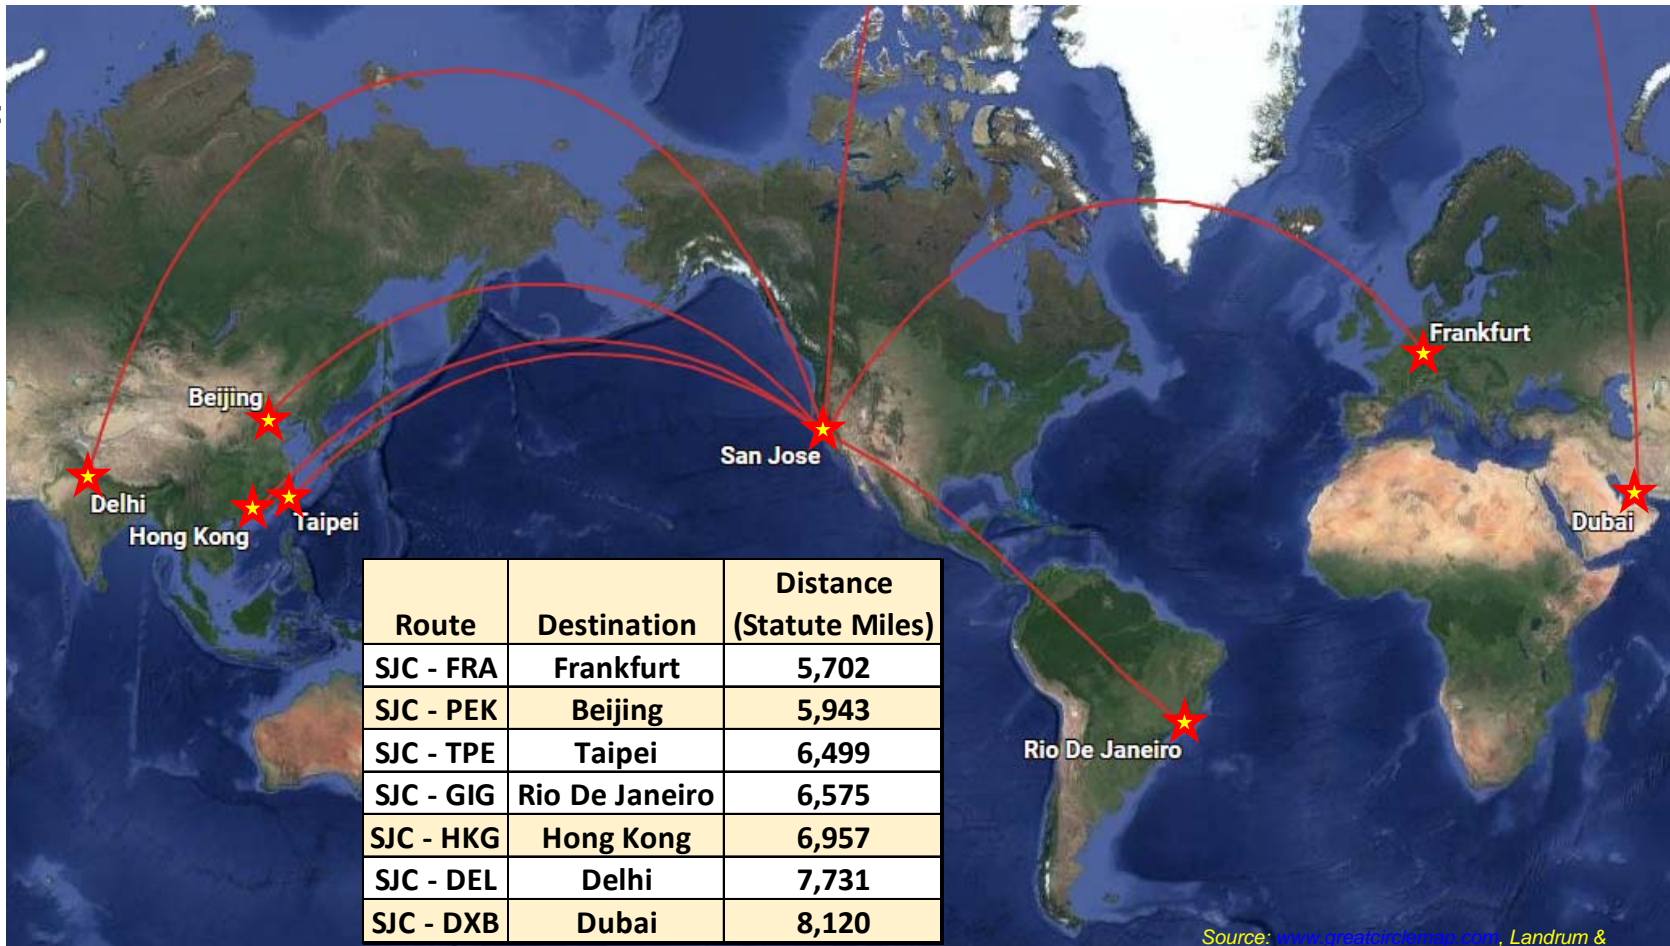 Frankfurt
Beijing
San Jose
Delhi
Taipei
Hong Kong
Dubai
Rio De Janeiro
Route Destination Distance (Statute Miles)
SJC - FRA Frankfurt 5,702
SJC - PEK Beijing 5,943
SJC - TPE Taipei 6,499
SJC - GIG Rio De Janeiro 6,575
SJC - HKG Hong Kong 6,957
SJC - DEL Delhi 7,731
SJC - DXB Dubai 8,120
Source: www.greatcirclemap.com, Landrum &